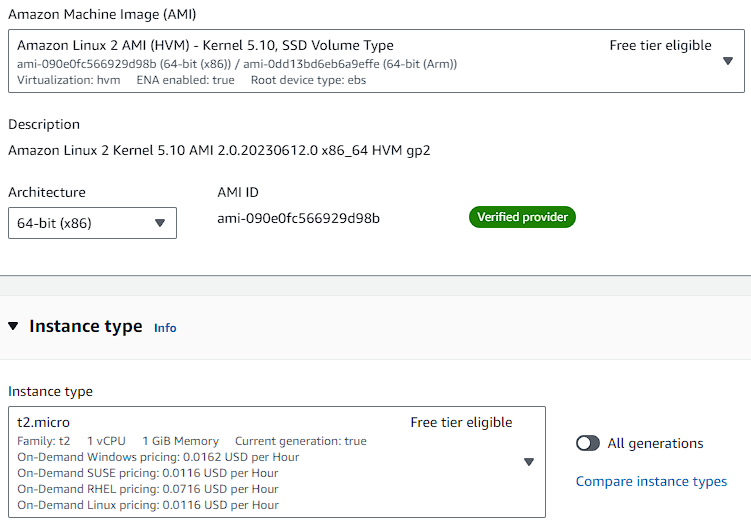 Amazon Machine Image (AMI)
Amazon Linux 2 AMI (HVM) - Kernel 5.10, SSD Volume Type Free tier eligible
ami-090e0fc566929d98b (64-bit (x86)) / ami-0dd13bd6eb6a9effe (64-bit (Arm))
Virtualization: hvm ENA enabled: true Root device type: ebs
Description
Amazon Linux 2 Kernel 5.10 AMI 2.0.20230612.0 x86_64 HVM gp2
Architecture AMI ID
64-bit (x86) ami-090e0fc566929d98b Verified provider
Instance type Info
Instance type
t2.micro Free tier eligible
Family: t2 1 vCPU 1 GiB Memory Current generation: true
On-Demand Windows pricing: 0.0162 USD per Hour
On-Demand SUSE pricing: 0.0116 USD per Hour
On-Demand RHEL pricing: 0.0716 USD per Hour
On-Demand Linux pricing: 0.0116 USD per Hour
All generations
Compare instance types